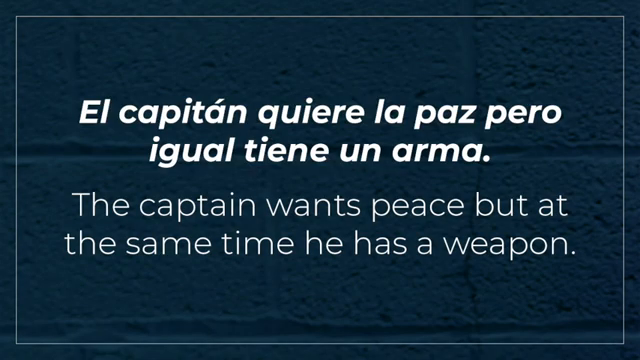 El capitán quiere la paz pero
igual tiene un arma.
The captain wants peace but at
the same time he has a weapon.